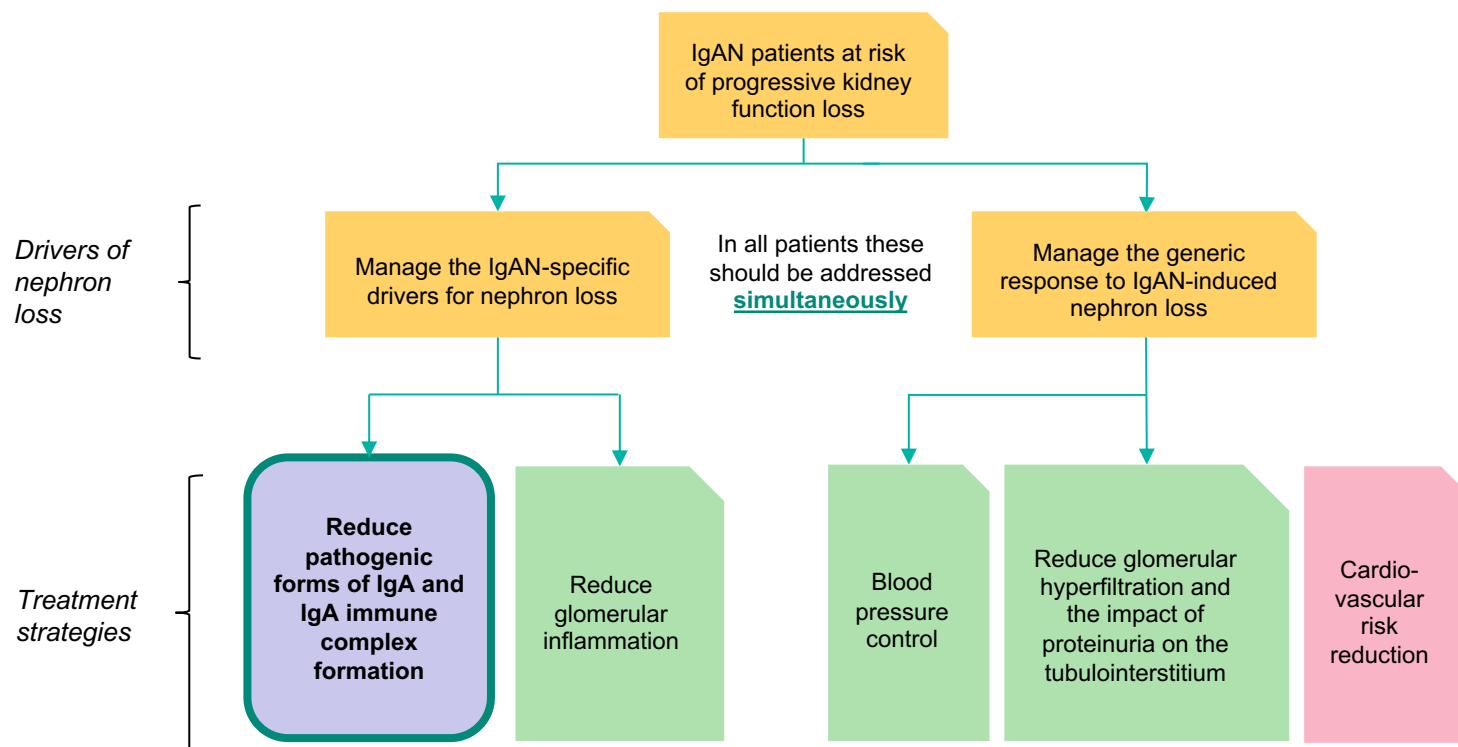 IgAN patients at risk
of progressive kidney
function loss
Drivers of
nephron
loss
Manage the IgAN-specific
drivers for nephron loss
In all patients these
should be addressed
simultaneously
Manage the generic
response to IgAN-induced
nephron loss
Treatment
strategies
Reduce
pathogenic
forms of IgA and
IgA immune
complex
formation
Reduce
glomerular
inflammation
Blood
pressure
control
Reduce glomerular
hyperfiltration and
the impact of
proteinuria on the
tubulointerstitium
Cardio-
vascular
risk
reduction